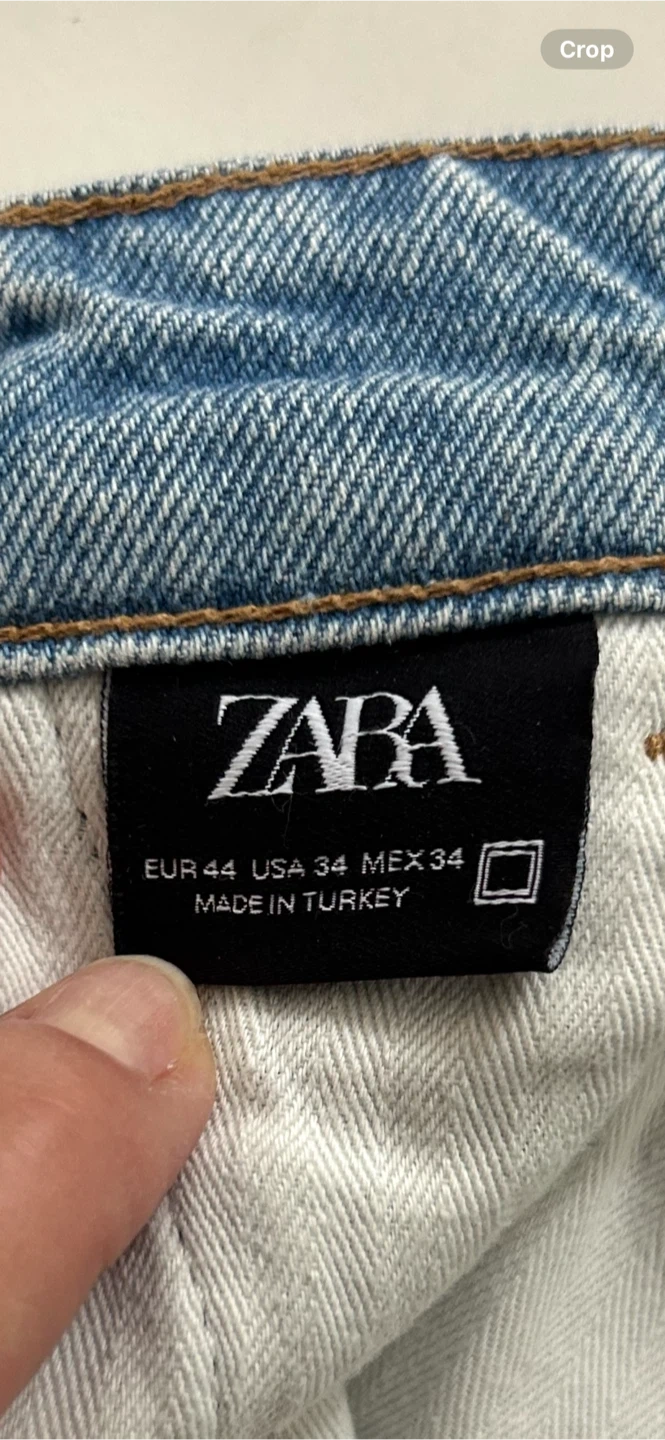 Crop
ZARA
EUR 44 USA 34 MEX 34
MADE IN TURKEY